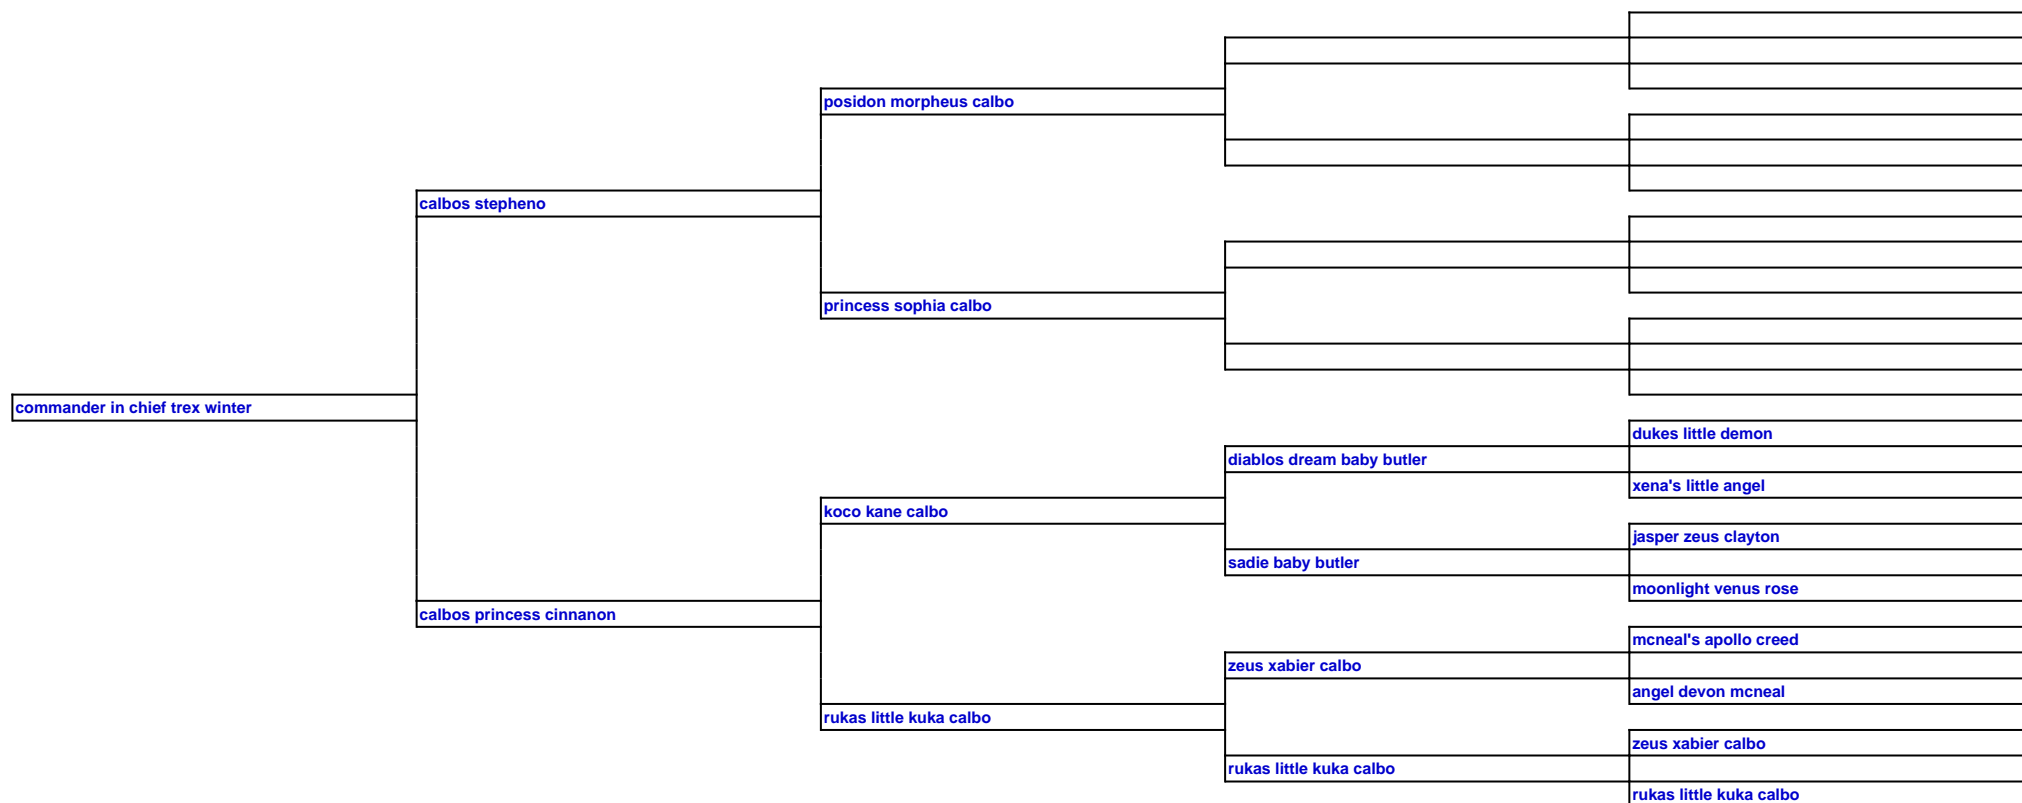 posidon morpheus calbo
calbos stepheno
princess sophia calbo
commander in chief trex winter
dukes little demon
diablos dream baby butler
xena's little angel
koco kane calbo
jasper zeus clayton
sadie baby butler
moonlight venus rose
calbos princess cinnanon
mcneal's apollo creed
zeus xabier calbo
angel devon mcneal
rukas little kuka calbo
zeus xabier calbo
rukas little kuka calbo
rukas little kuka calbo